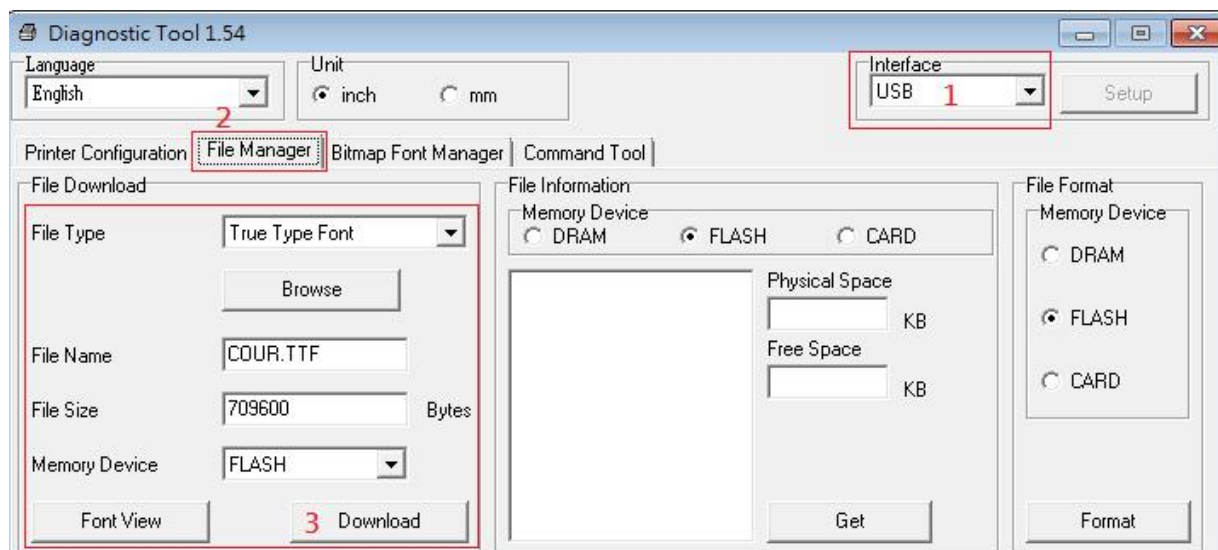 Diagnostic Tool 1.54
Language
Unit
Interface
English
inch
mm
USB
1
Setup
2
Printer Configuration
File Manager
Bitmap Font Manager
Command Tool
File Download
File Type
True Type Font
Browse
File Name
COUR.TTF
File Size
709600
Bytes
Memory Device
FLASH
Font View
3
Download
File Information
Memory Device
DRAM
FLASH
CARD
Physical Space
KB
Free Space
KB
Get
File Format
Memory Device
DRAM
FLASH
CARD
Format